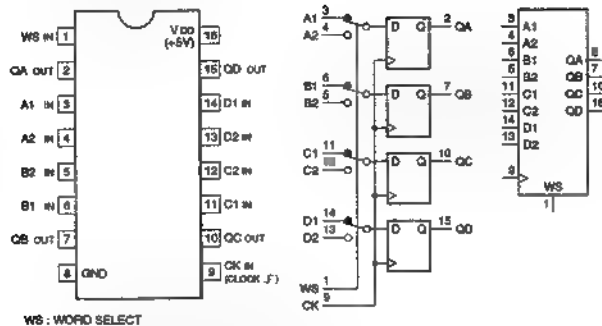 WS IN 1
QA OUT 2
A1 IN 3
A2 IN 4
B2 IN 5
B1 IN 6
QB OUT 7
8 GND
VDD 16
(+5V)
15 QD OUT
14 D1 IN
13 D2 IN
12 C2 IN
11 C1 IN
10 QC OUT
9 CK IN
(CLOCK
WS : WORD SELECT
A1 3
A2 4
D Q 2 QA
B1 6
B2 5
D Q 7 QB
C1 11
C2
D Q 10 QC
D1 14
D2 13
D Q 15 QD
WS 1
CK 9
3 A1
4 A2
6 B1
5 B2
11 C1
12 C2
14 D1
13 D2
9
QA
QB 7
QC 10
QD
WS
1